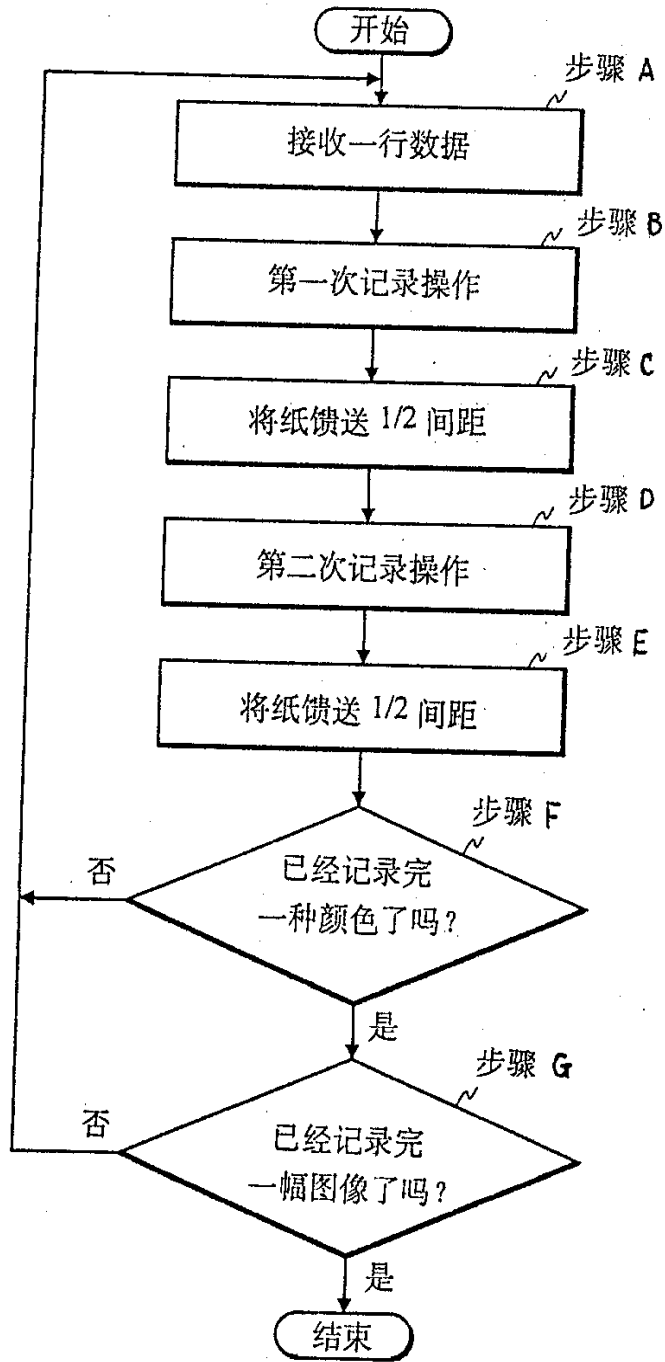 开始
步骤 A
接收一行数据
步骤 B
第一次记录操作
步骤 C
将纸馈送 1/2 间距
步骤 D
第二次记录操作
步骤 E
将纸馈送 1/2 间距
步骤 F
已经记录完
一种颜色了吗?
否
是
步骤 G
已经记录完
一幅图像了吗?
否
是
结束